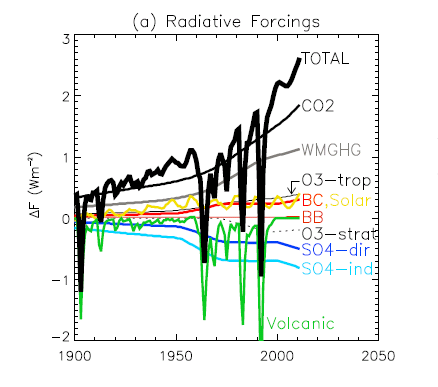 (a) Radiative Forcings
3
TOTAL
2
CO2
WMGHG
1
O3-trop
BC,Solar
0
BB
O3-strat
SO4-dir
-1
SO4-ind
Volcanic
-2
1900 1950 2000 2050
ΔF (Wm⁻²)